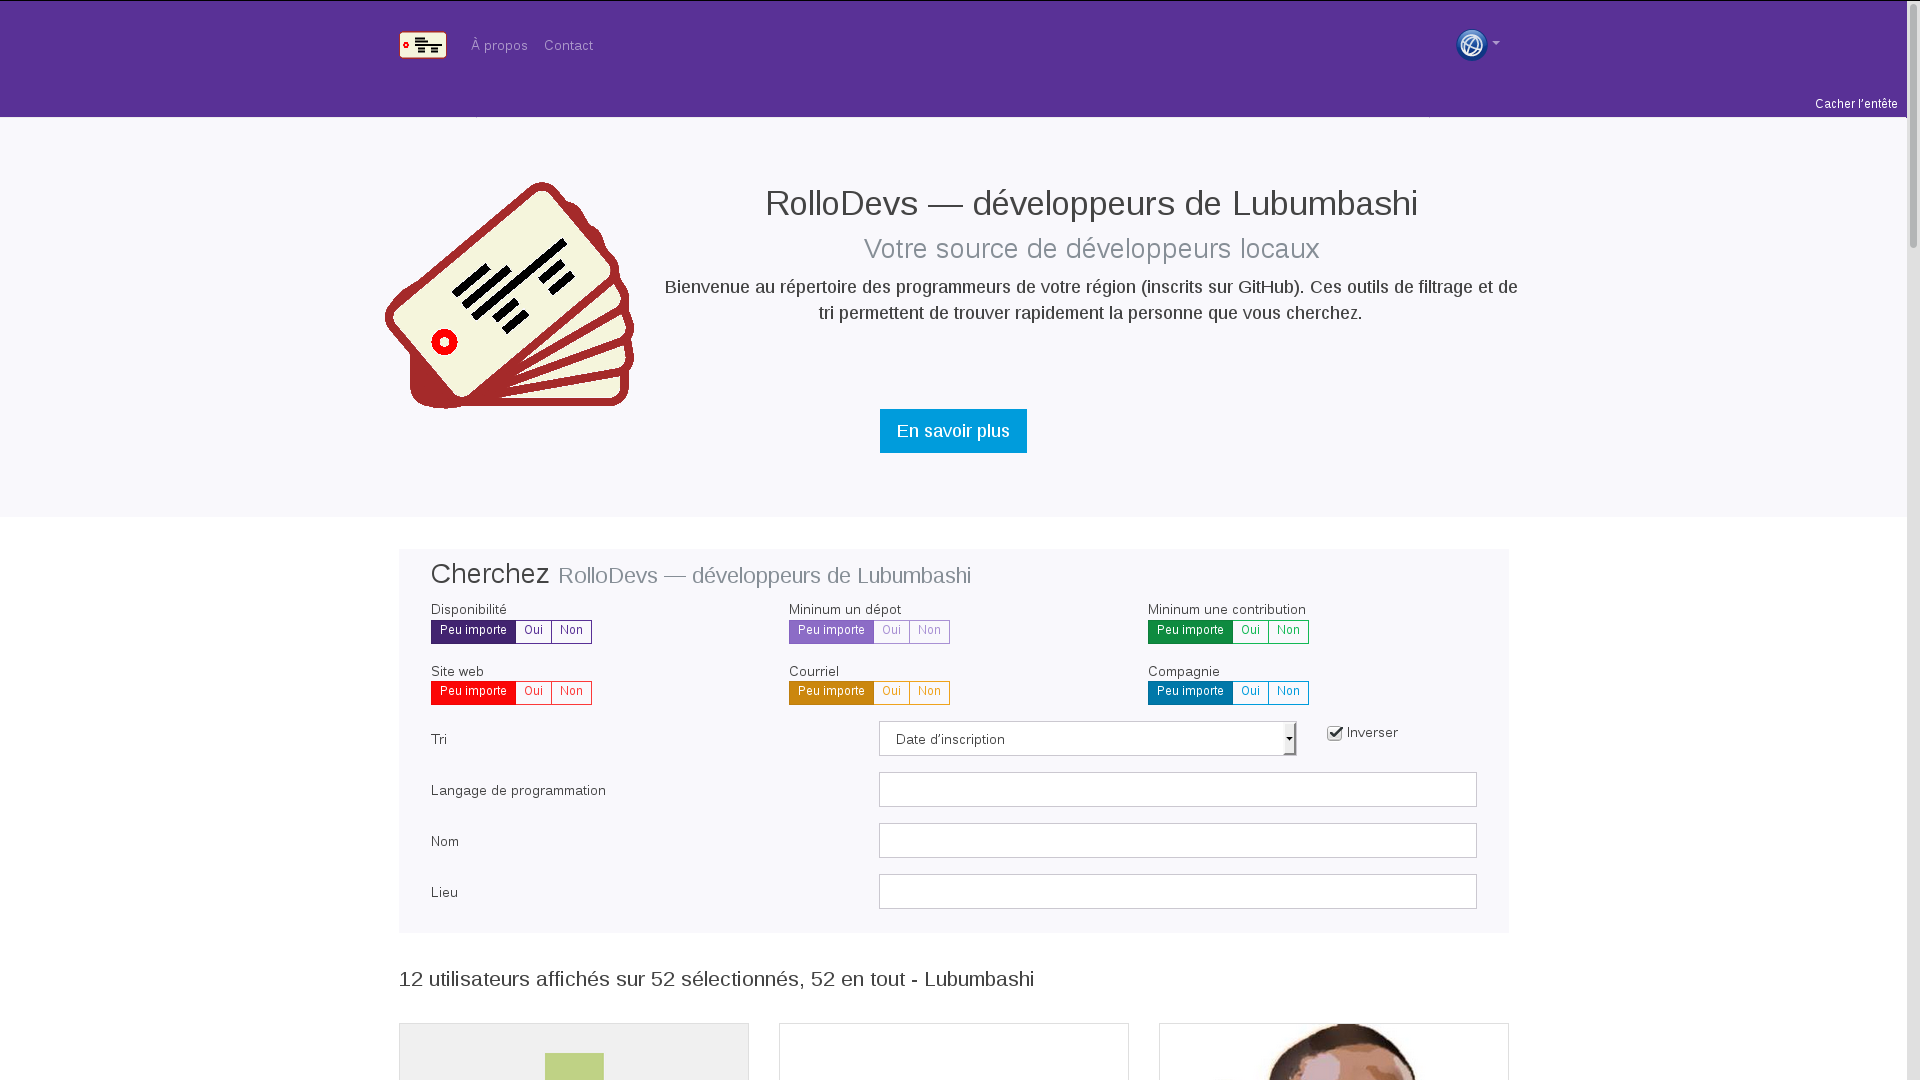 À propos Contact
Cacher l'entête
RolloDevs — développeurs de Lubumbashi
Votre source de développeurs locaux
Bienvenue au répertoire des programmeurs de votre région (inscrits sur GitHub). Ces outils de filtrage et de
tri permettent de trouver rapidement la personne que vous cherchez.
En savoir plus
Cherchez RolloDevs — développeurs de Lubumbashi
Disponibilité
Peu importe Oui Non
Mininum un dépot
Peu importe Oui Non
Mininum une contribution
Peu importe Oui Non
Site web
Peu importe Oui Non
Courriel
Peu importe Oui Non
Compagnie
Peu importe Oui Non
Tri
Date d'inscription
Inverser
Langage de programmation
Nom
Lieu
12 utilisateurs affichés sur 52 sélectionnés, 52 en tout - Lubumbashi